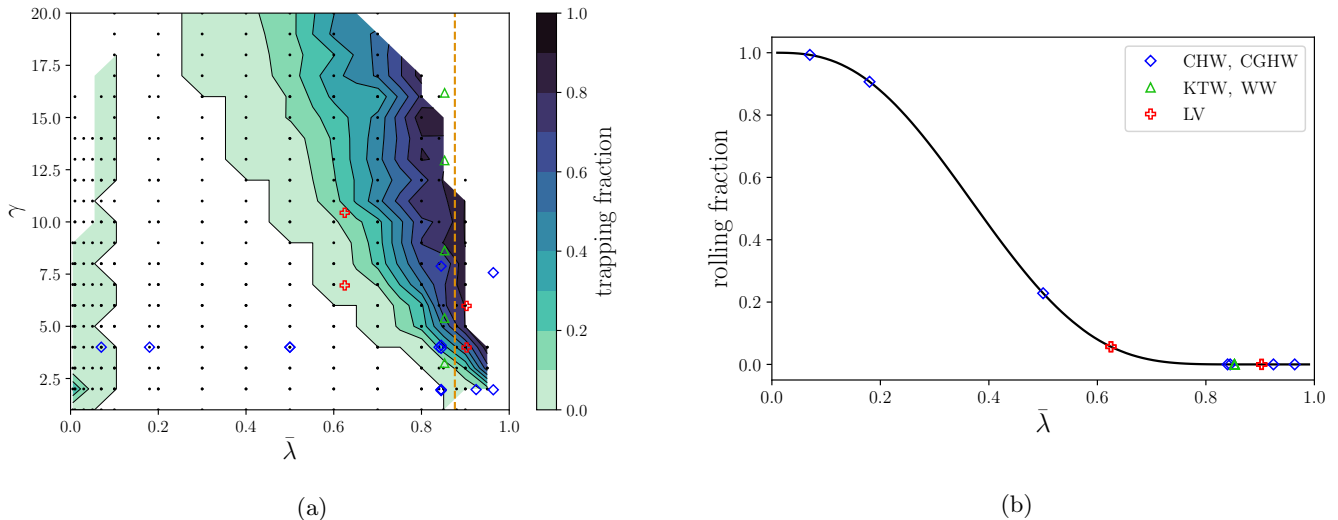 20.0
17.5
15.0
12.5
10.0
7.5
5.0
2.5
γ
0.0 0.2 0.4 0.6 0.8 1.0
λ̄
1.0
0.8
0.6
0.4
0.2
0.0
trapping fraction
(a)
1.0
0.8
0.6
0.4
0.2
0.0
rolling fraction
CHW, CGHW
KTW, WW
LV
0.0 0.2 0.4 0.6 0.8 1.0
λ̄
(b)